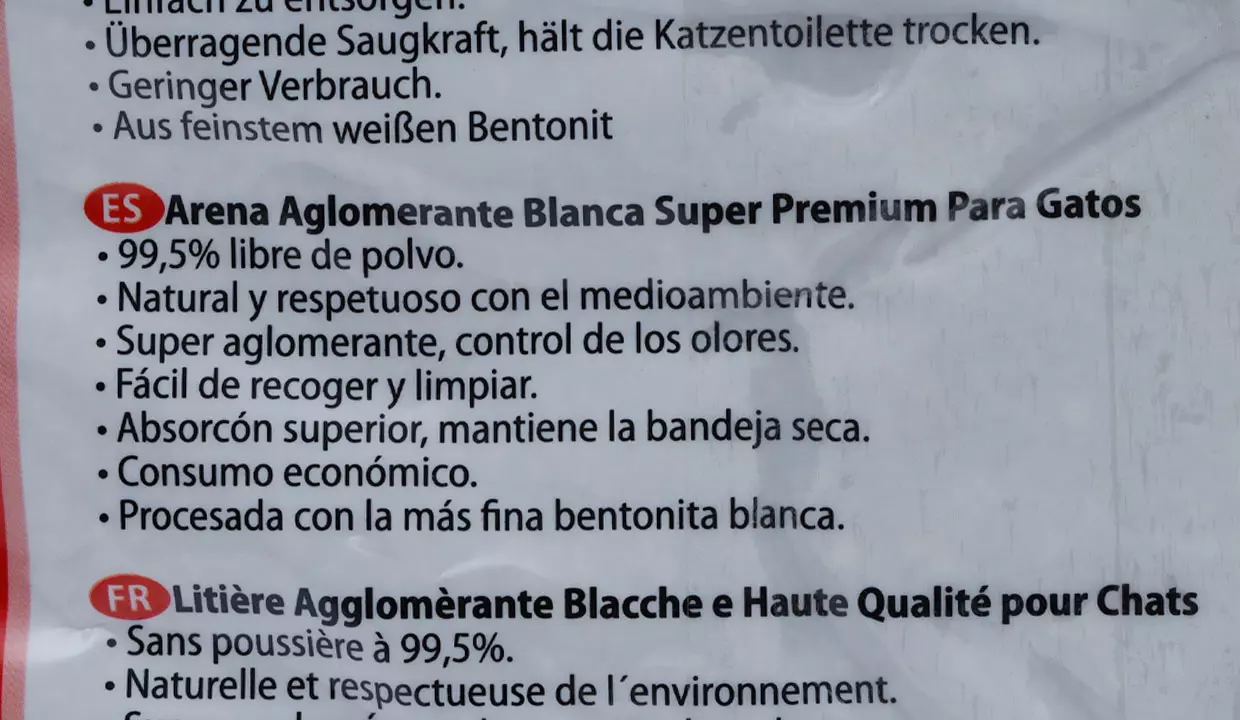 • Einfach zu entsorgen.
• Überragende Saugkraft, hält die Katzentoilette trocken.
• Geringer Verbrauch.
• Aus feinstem weißen Bentonit
ES Arena Aglomerante Blanca Super Premium Para Gatos
• 99,5% libre de polvo.
• Natural y respetuoso con el medioambiente.
• Super aglomerante, control de los olores.
• Fácil de recoger y limpiar.
• Absorcón superior, mantiene la bandeja seca.
• Consumo económico.
• Procesada con la más fina bentonita blanca.
FR Litière Agglomèrante Blacche e Haute Qualité pour Chats
• Sans poussière à 99,5%.
• Naturelle et respectueuse de l´environnement.